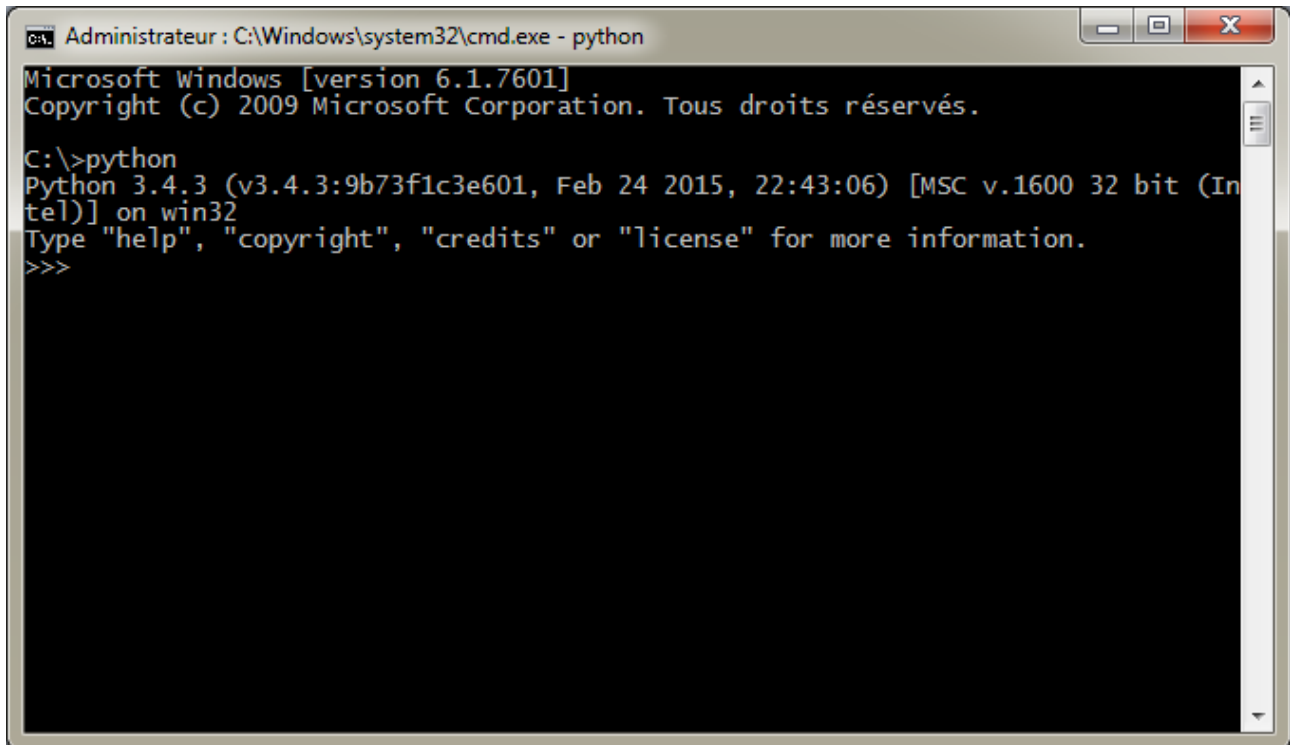 Administrateur : C:\Windows\system32\cmd.exe - python
Microsoft Windows [version 6.1.7601]
Copyright (c) 2009 Microsoft Corporation. Tous droits réservés.
C:\>python
Python 3.4.3 (v3.4.3:9b73f1c3e601, Feb 24 2015, 22:43:06) [MSC v.1600 32 bit (In
tel)] on win32
Type "help", "copyright", "credits" or "license" for more information.
>>>